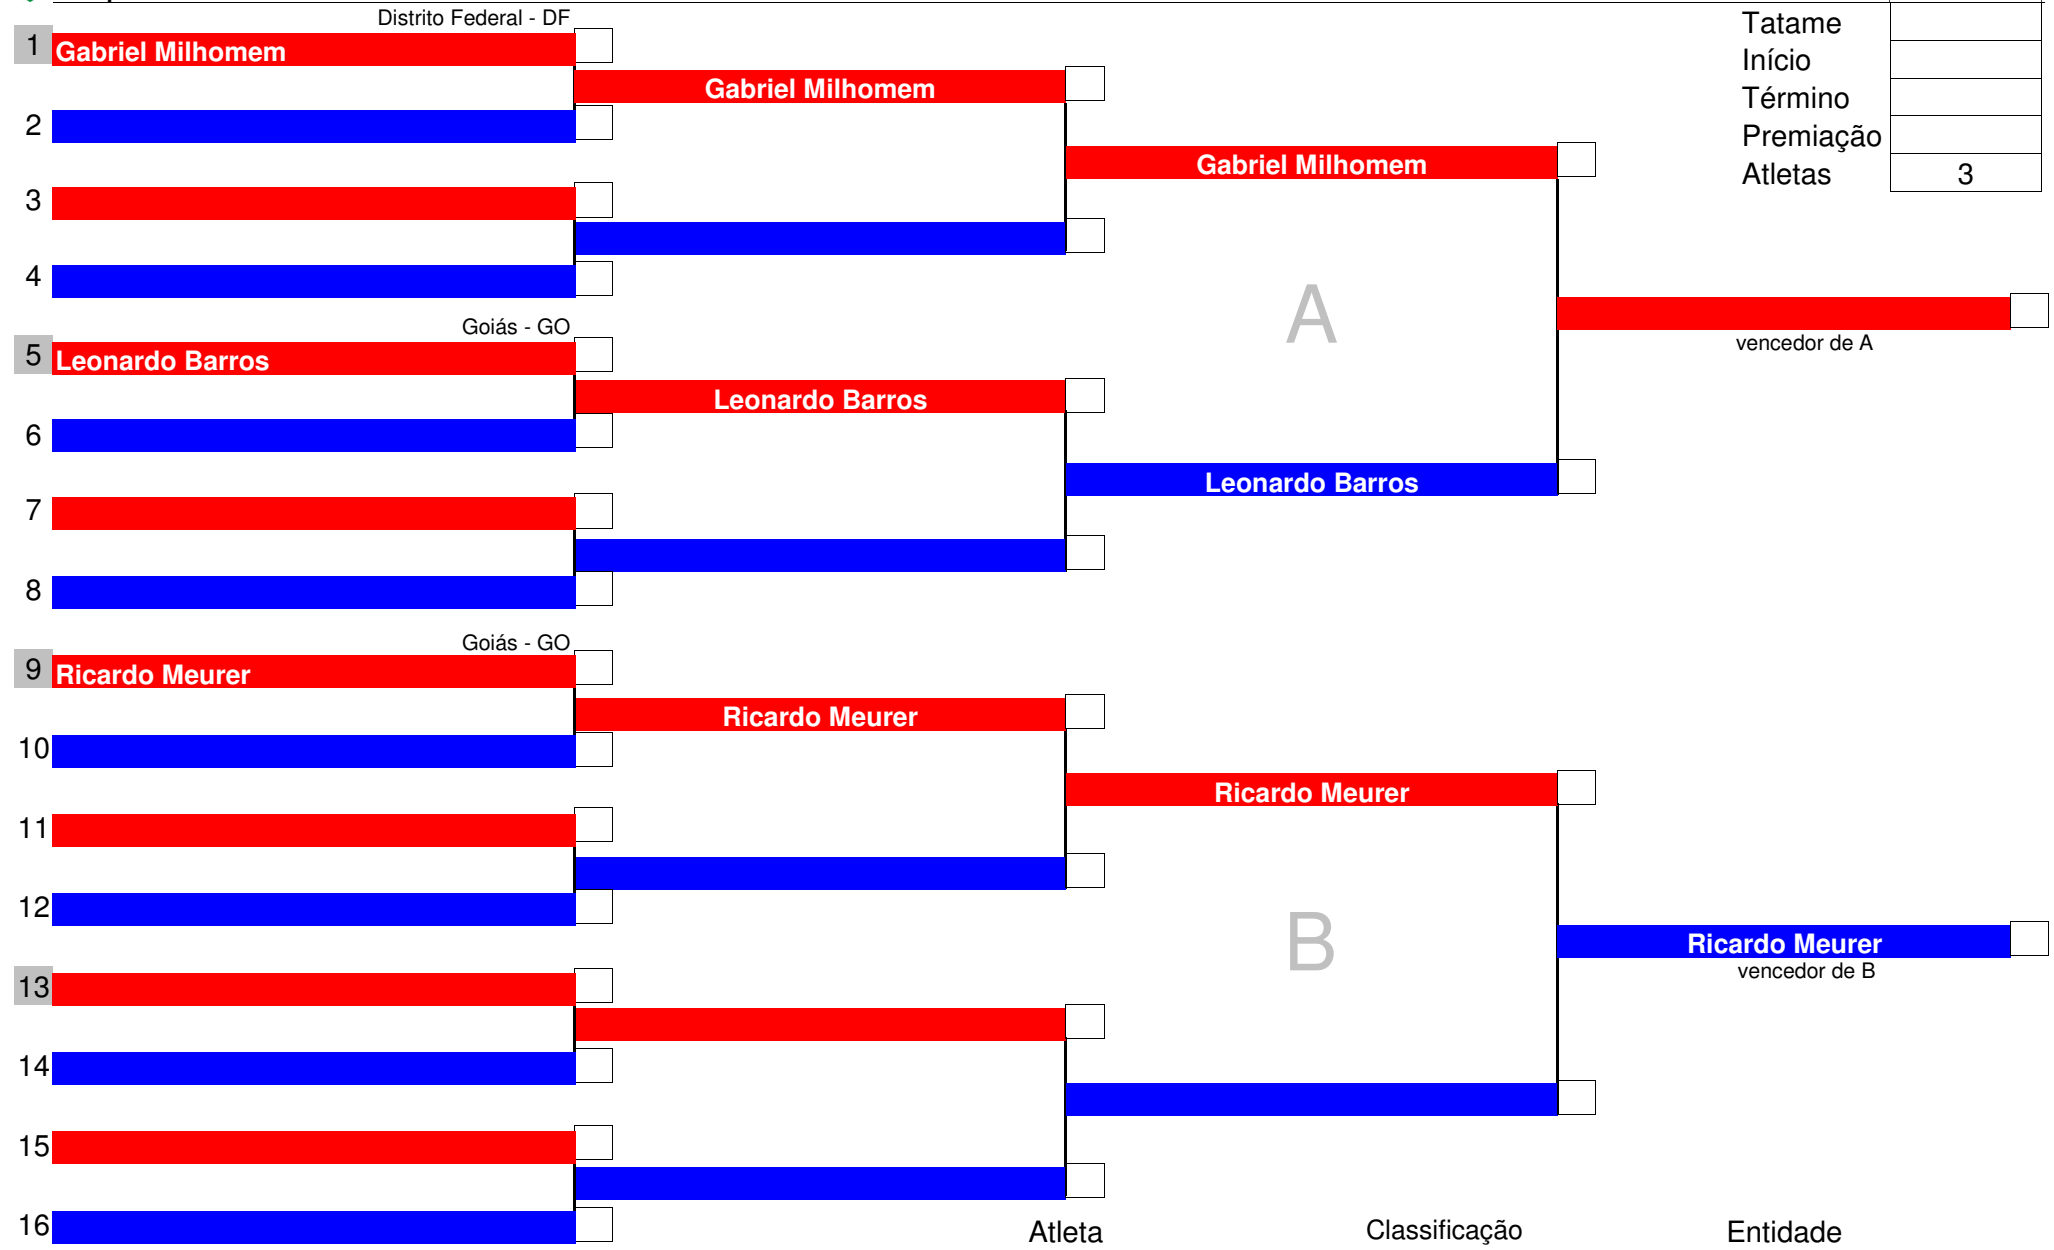 Distrito Federal - DF
1 Gabriel Milhomem
Gabriel Milhomem
2
Gabriel Milhomem
3
4
Tatame
Início
Término
Premiação
Atletas 3
A
vencedor de A
Goiás - GO
5 Leonardo Barros
Leonardo Barros
6
Leonardo Barros
7
8
Goiás - GO
9 Ricardo Meurer
Ricardo Meurer
10
Ricardo Meurer
11
12
B
Ricardo Meurer
vencedor de B
13
14
15
16
Atleta Classificação Entidade